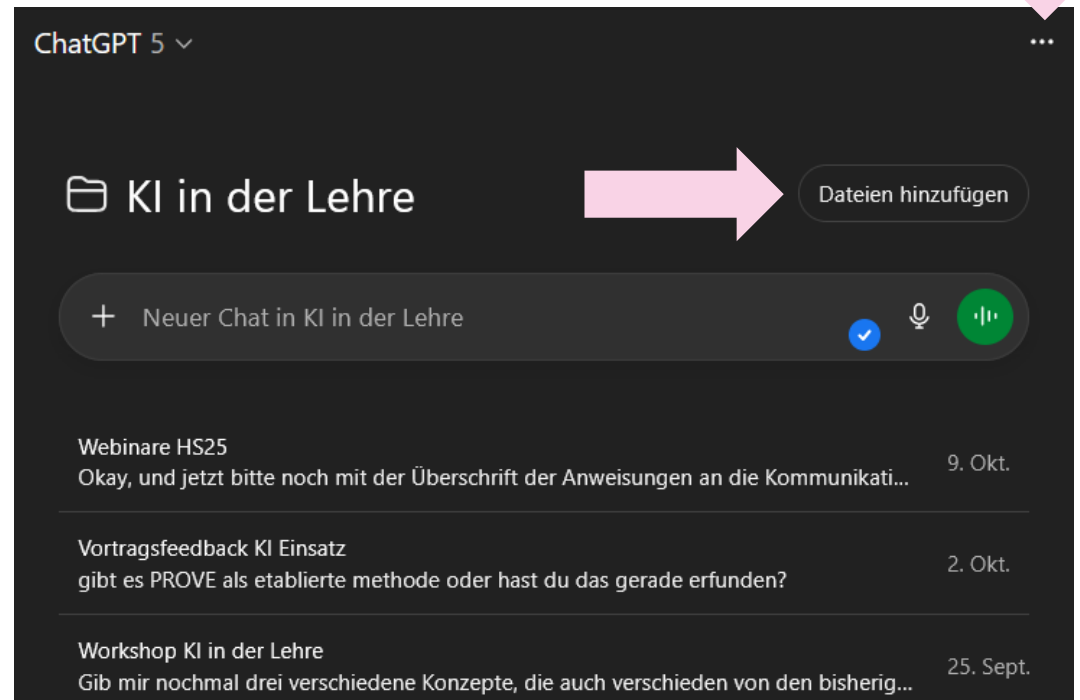 ChatGPT 5
KI in der Lehre
Dateien hinzufügen
Neuer Chat in KI in der Lehre
Webinare HS25
Okay, und jetzt bitte noch mit der Überschrift der Anweisungen an die Kommunikati...
9. Okt.
Vortragsfeedback KI Einsatz
gibt es PROVE als etablierte methode oder hast du das gerade erfunden?
2. Okt.
Workshop KI in der Lehre
Gib mir nochmal drei verschiedene Konzepte, die auch verschieden von den bisherig...
25. Sept.